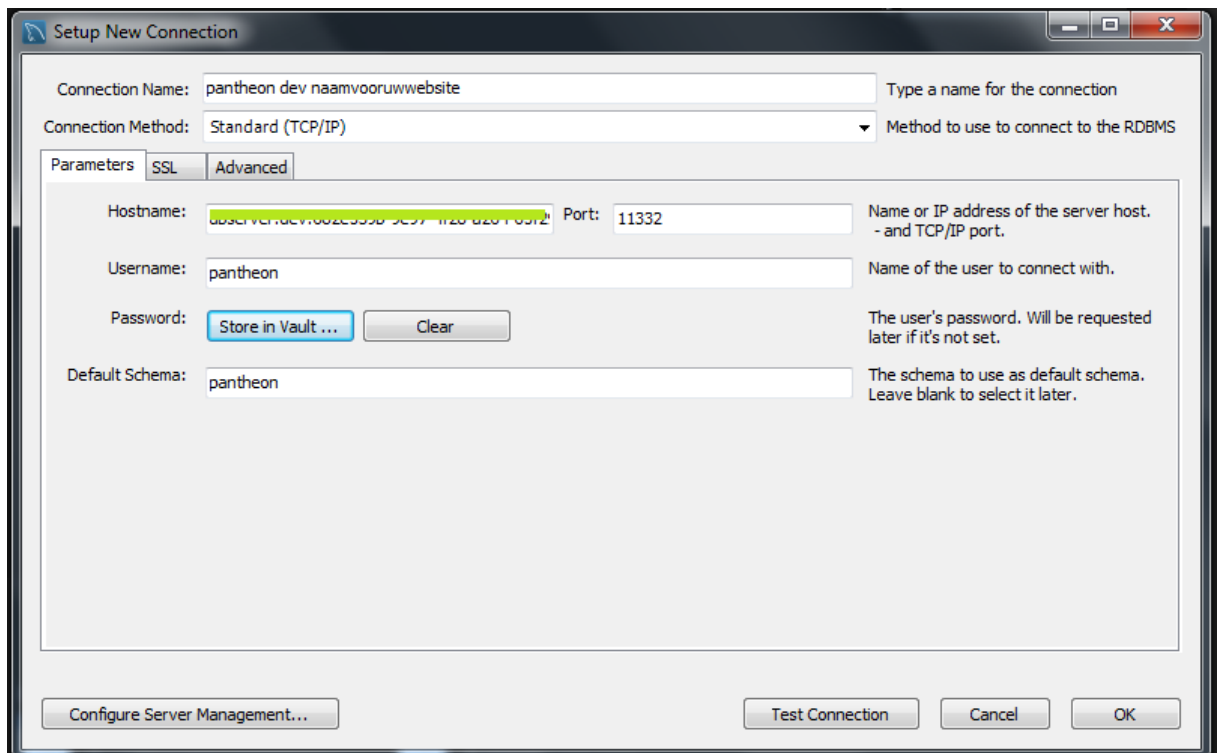 Setup New Connection
Connection Name: pantheon dev naamvooruwwebsite Type a name for the connection
Connection Method: Standard (TCP/IP) Method to use to connect to the RDBMS
Parameters SSL Advanced
Hostname: Port: 11332 Name or IP address of the server host.
- and TCP/IP port.
Username: pantheon Name of the user to connect with.
Password: Store in Vault ... Clear The user's password. Will be requested
later if it's not set.
Default Schema: pantheon The schema to use as default schema.
Leave blank to select it later.
Configure Server Management... Test Connection Cancel OK